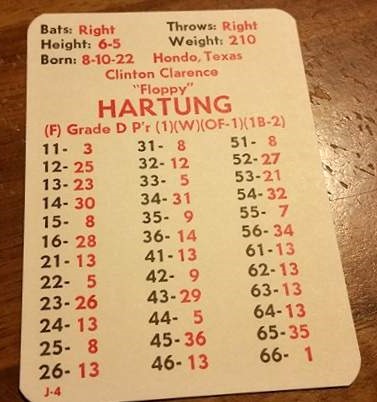 Bats: Right Throws: Right
Height: 6-5 Weight: 210
Born: 8-10-22 Hondo, Texas
Clinton Clarence
"Floppy"
HARTUNG
(F) Grade D P'r (1)(W)(OF-1)(1B-2)
11- 3 31- 8 51- 8
12- 25 32- 12 52- 27
13- 23 33- 5 53- 21
14- 30 34- 31 54- 32
15- 8 35- 9 55- 7
16- 28 36- 14 56- 34
21- 13 41- 13 61- 13
22- 5 42- 9 62- 13
23- 26 43- 29 63- 13
24- 13 44- 5 64- 13
25- 8 45- 36 65- 35
26- 13 46- 13 66- 1
J-4